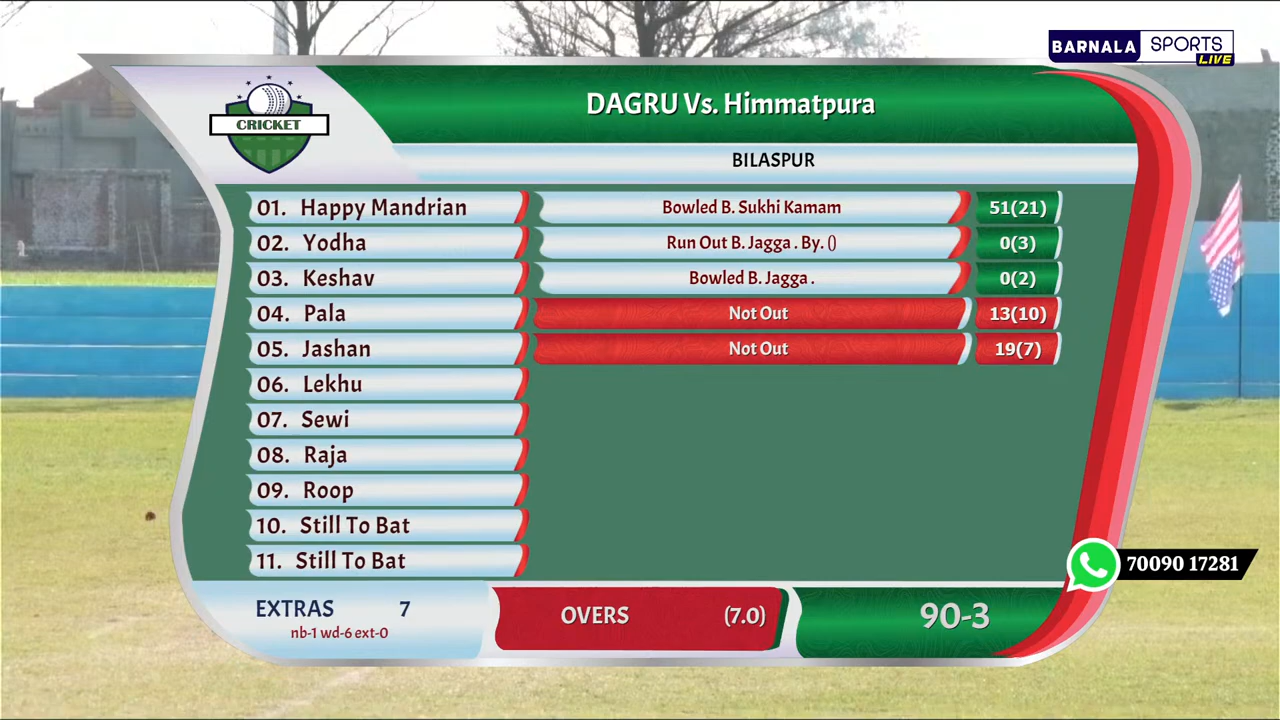 BARNALA SPORTS
LIVE
CRICKET
DAGRU Vs. Himmatpura
BILASPUR
01. Happy Mandrian Bowled B. Sukhi Kamam 51(21)
02. Yodha Run Out B. Jagga . By. () 0(3)
03. Keshav Bowled B. Jagga . 0(2)
04. Pala Not Out 13(10)
05. Jashan Not Out 19(7)
06. Lekhu
07. Sewi
08. Raja
09. Roop
10. Still To Bat
11. Still To Bat
70090 17281
EXTRAS 7 OVERS (7.0) 90-3
nb-1 wd-6 ext-0